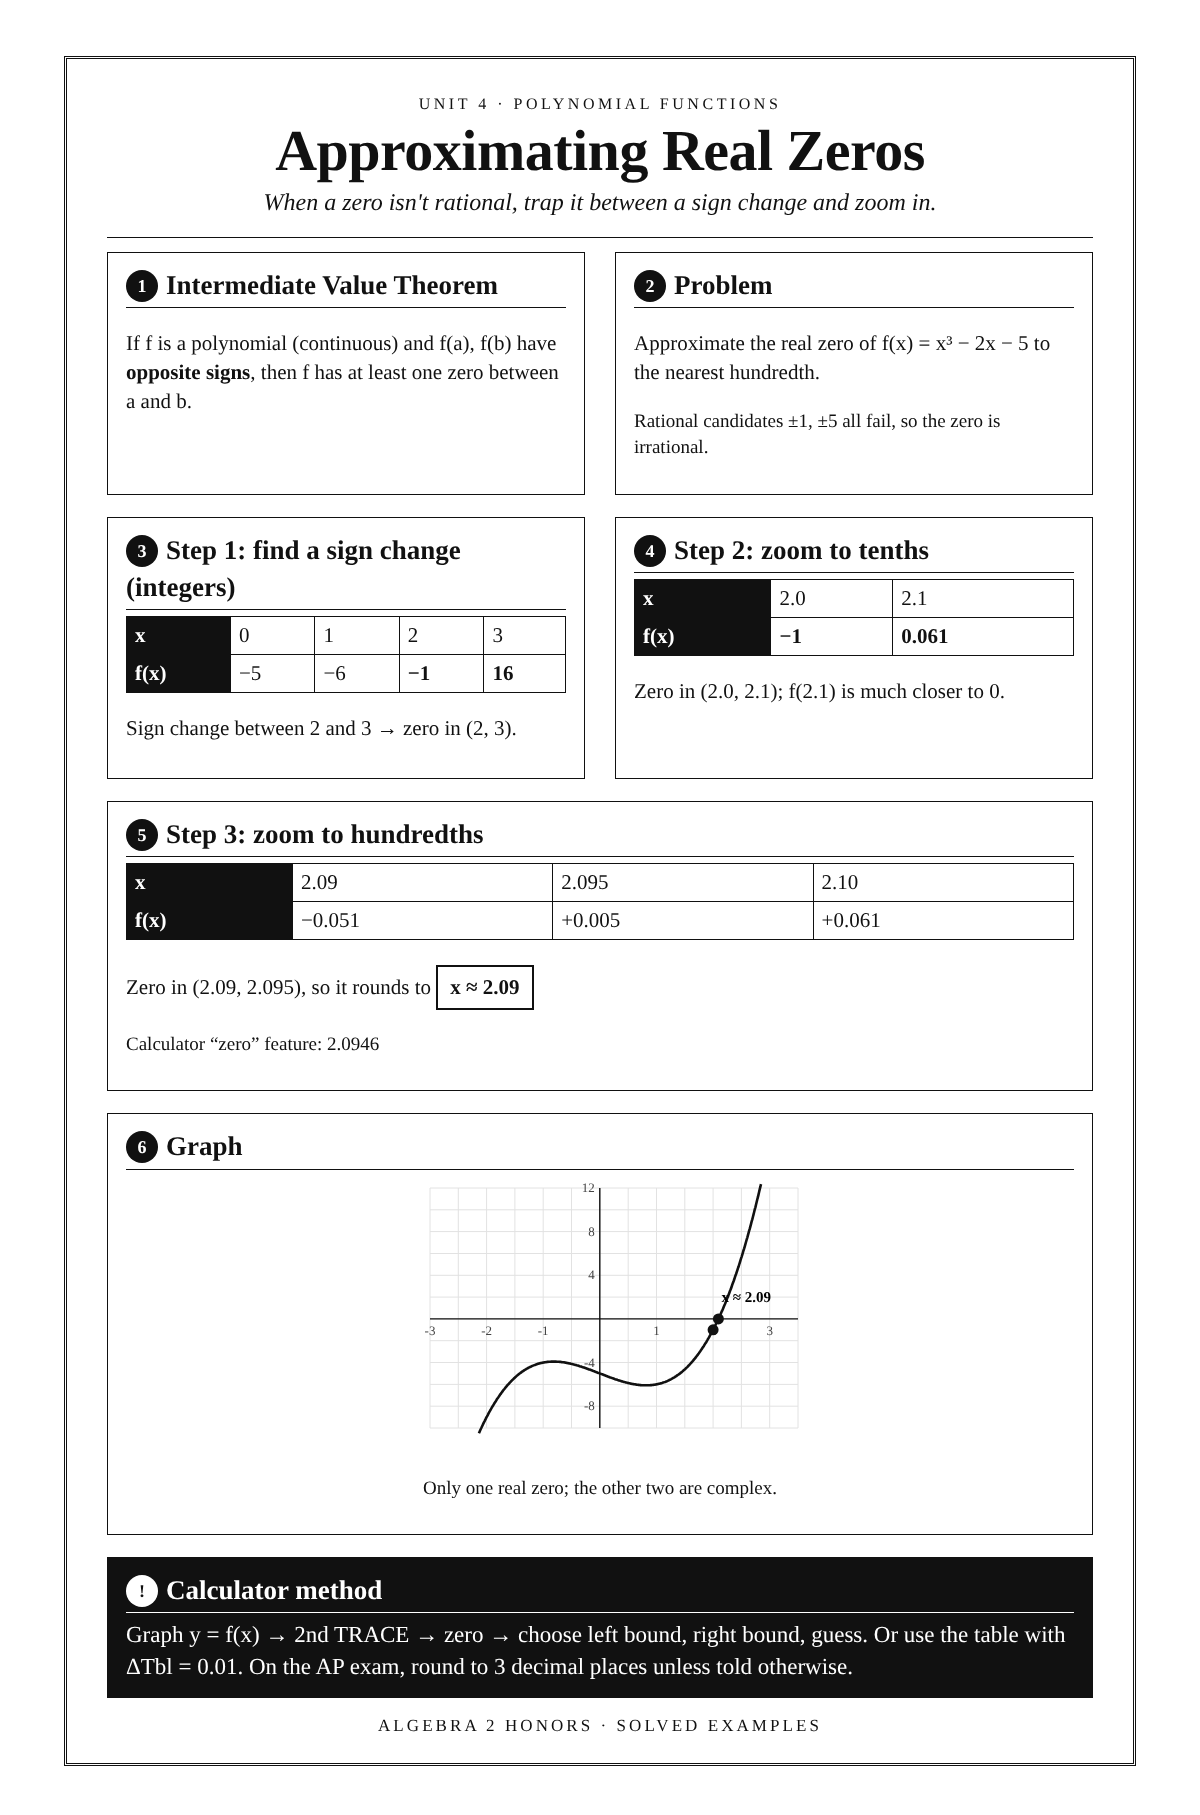 UNIT 4 · POLYNOMIAL FUNCTIONS
Approximating Real Zeros
When a zero isn't rational, trap it between a sign change and zoom in.
1 Intermediate Value Theorem
If f is a polynomial (continuous) and f(a), f(b) have
opposite signs, then f has at least one zero between
a and b.
2 Problem
Approximate the real zero of f(x) = x³ − 2x − 5 to
the nearest hundredth.
Rational candidates ±1, ±5 all fail, so the zero is
irrational.
3 Step 1: find a sign change
(integers)
x 0 1 2 3
f(x) −5 −6 −1 16
Sign change between 2 and 3 → zero in (2, 3).
4 Step 2: zoom to tenths
x 2.0 2.1
f(x) −1 0.061
Zero in (2.0, 2.1); f(2.1) is much closer to 0.
5 Step 3: zoom to hundredths
x 2.09 2.095 2.10
f(x) −0.051 +0.005 +0.061
Zero in (2.09, 2.095), so it rounds to x ≈ 2.09
Calculator “zero” feature: 2.0946
6 Graph
12
8
4
x ≈ 2.09
-3 -2 -1 1 3
-4
-8
Only one real zero; the other two are complex.
! Calculator method
Graph y = f(x) → 2nd TRACE → zero → choose left bound, right bound, guess. Or use the table with
ΔTbl = 0.01. On the AP exam, round to 3 decimal places unless told otherwise.
ALGEBRA 2 HONORS · SOLVED EXAMPLES